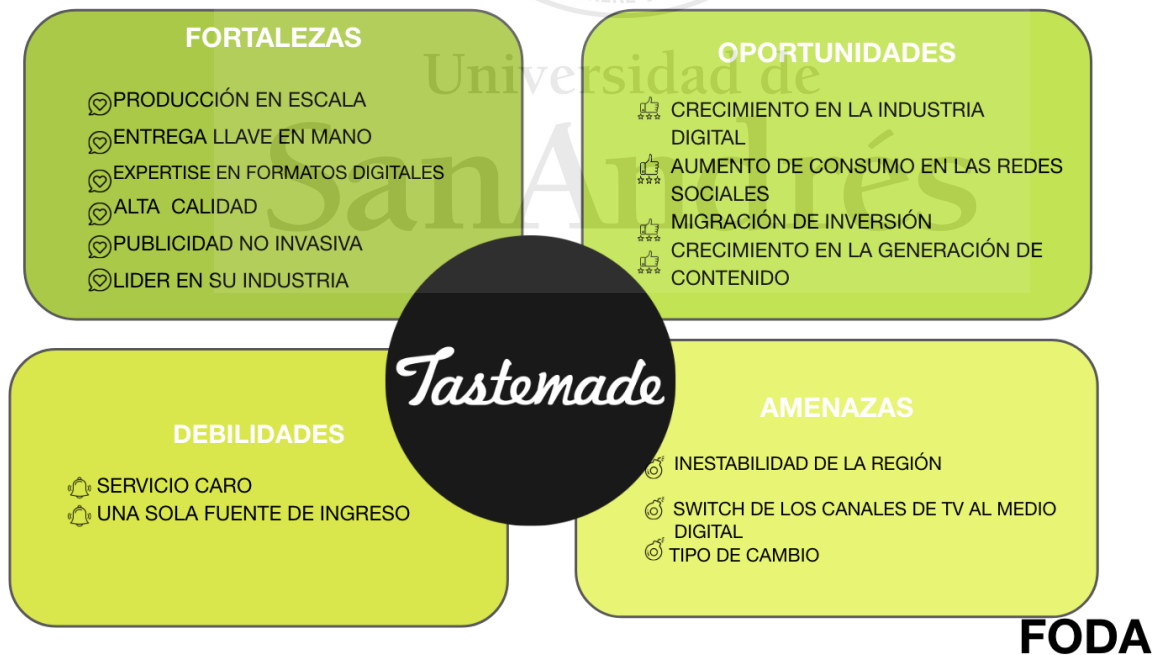 FORTALEZAS
PRODUCCIÓN EN ESCALA
ENTREGA LLAVE EN MANO
EXPERTISE EN FORMATOS DIGITALES
ALTA CALIDAD
PUBLICIDAD NO INVASIVA
LIDER EN SU INDUSTRIA
OPORTUNIDADES
CRECIMIENTO EN LA INDUSTRIA
DIGITAL
AUMENTO DE CONSUMO EN LAS REDES
SOCIALES
MIGRACIÓN DE INVERSIÓN
CRECIMIENTO EN LA GENERACIÓN DE
CONTENIDO
Universidad de
SanAndrés
Tastemade
DEBILIDADES
SERVICIO CARO
UNA SOLA FUENTE DE INGRESO
AMENAZAS
INESTABILIDAD DE LA REGIÓN
SWITCH DE LOS CANALES DE TV AL MEDIO
DIGITAL
TIPO DE CAMBIO
FODA